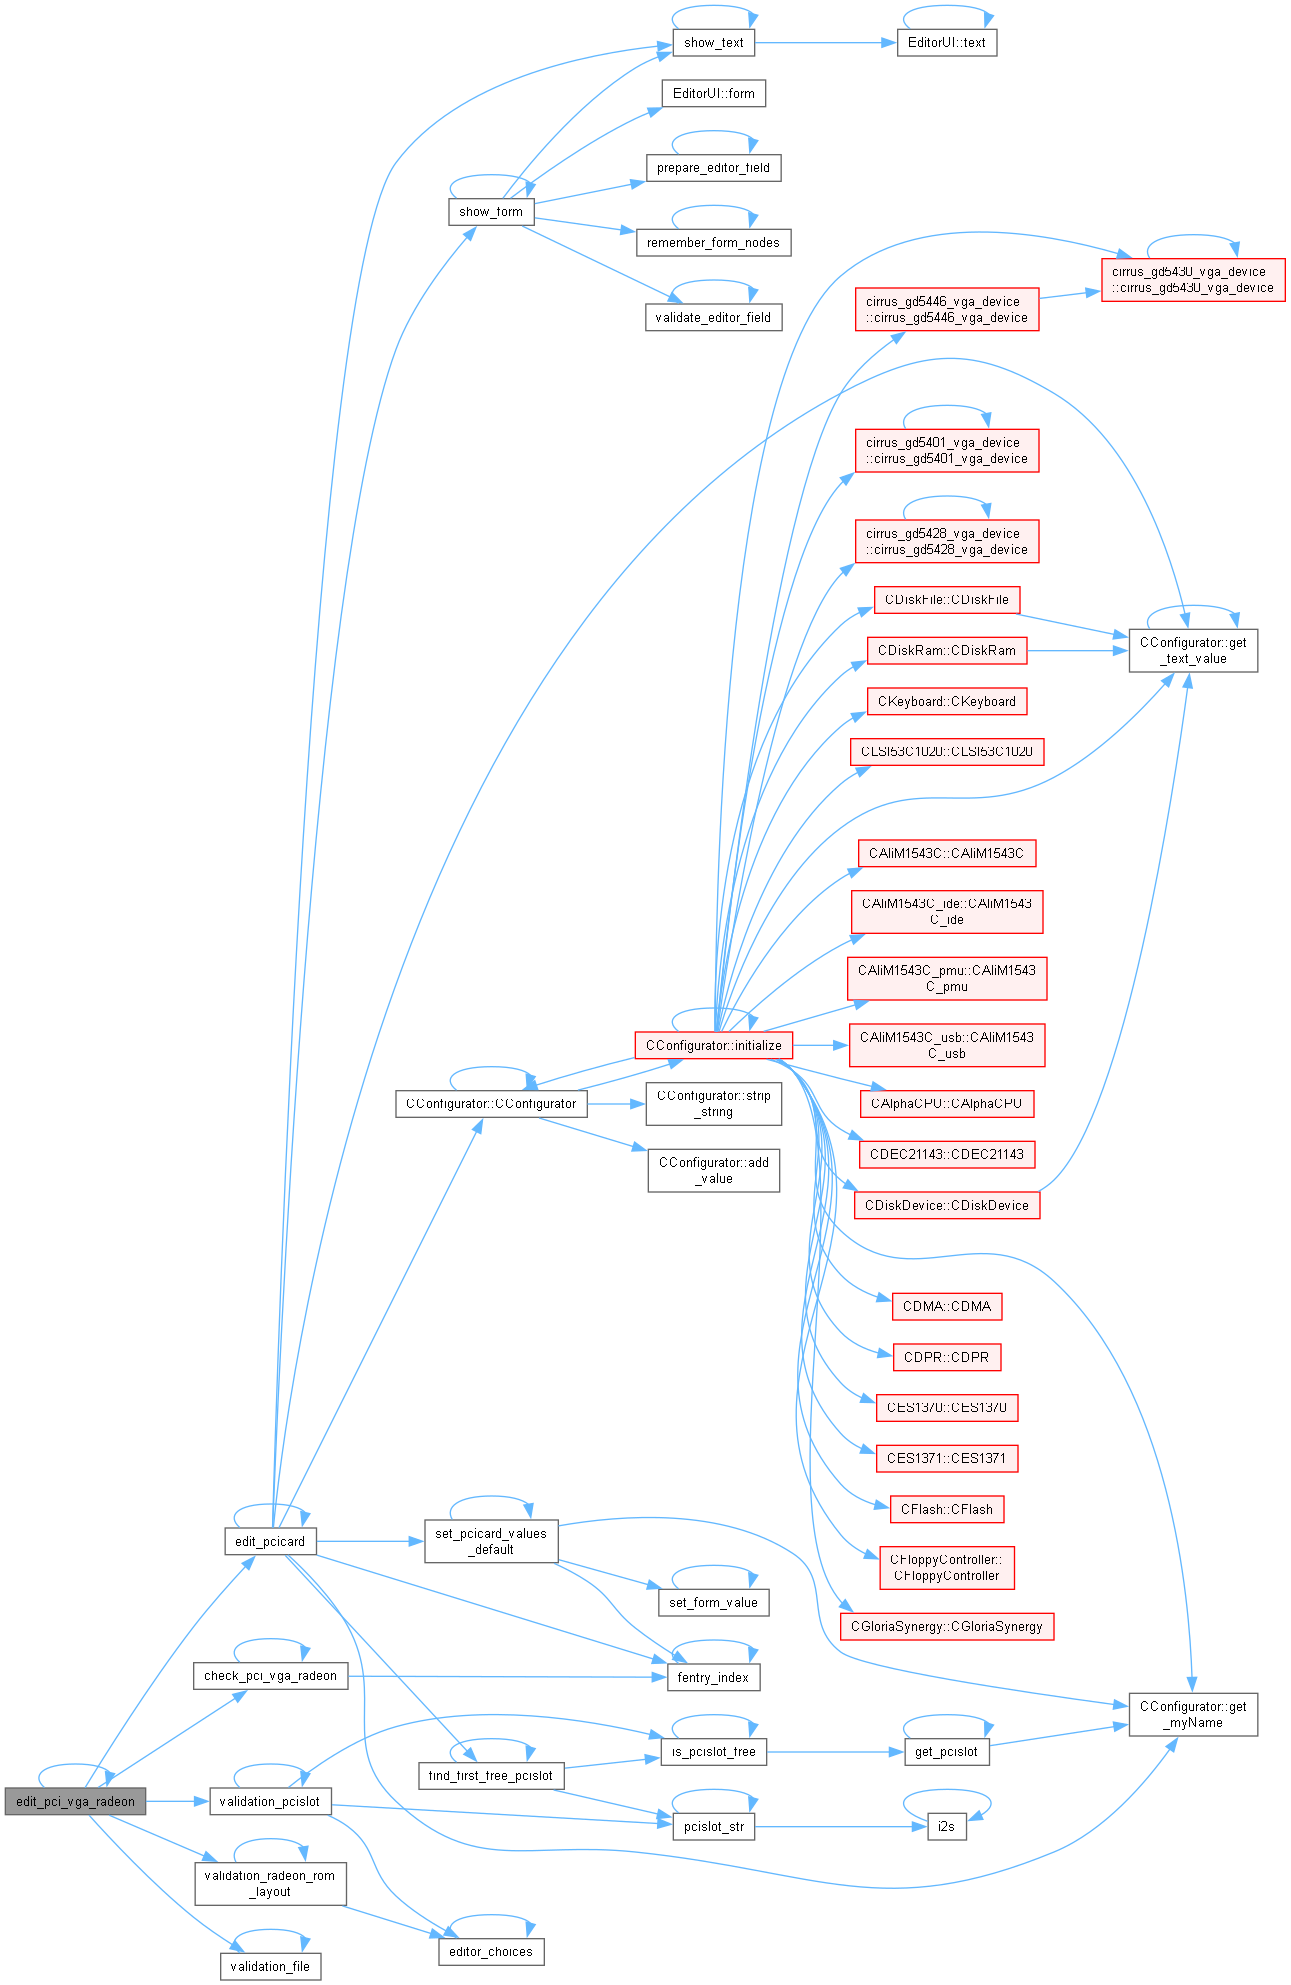 show_text
EditorUI::text
EditorUI::form
prepare_editor_field
show_form
remember_form_nodes
validate_editor_field
cirrus_gd5430_vga_device
::cirrus_gd5430_vga_device
cirrus_gd5446_vga_device
::cirrus_gd5446_vga_device
cirrus_gd5401_vga_device
::cirrus_gd5401_vga_device
cirrus_gd5428_vga_device
::cirrus_gd5428_vga_device
CDiskFile::CDiskFile
CConfigurator::get
_text_value
CDiskRam::CDiskRam
CKeyboard::CKeyboard
CLSI53C1020::CLSI53C1020
CAliM1543C::CAliM1543C
CAliM1543C_ide::CAliM1543
C_ide
CAliM1543C_pmu::CAliM1543
C_pmu
CConfigurator::initialize
CAliM1543C_usb::CAliM1543
C_usb
CConfigurator::CConfigurator
CConfigurator::strip
_string
CAlphaCPU::CAlphaCPU
CDEC21143::CDEC21143
CConfigurator::add
_value
CDiskDevice::CDiskDevice
CDMA::CDMA
CDPR::CDPR
CES1370::CES1370
CES1371::CES1371
CFlash::CFlash
edit_pcicard
set_pcicard_values
_default
CFloppyController::
CFloppyController
set_form_value
CGloriaSynergy::CGloriaSynergy
check_pci_vga_radeon
fentry_index
CConfigurator::get
_myName
is_pcislot_free
get_pcislot
find_first_free_pcislot
edit_pci_vga_radeon
validation_pcislot
pcislot_str
i2s
validation_radeon_rom
_layout
editor_choices
validation_file